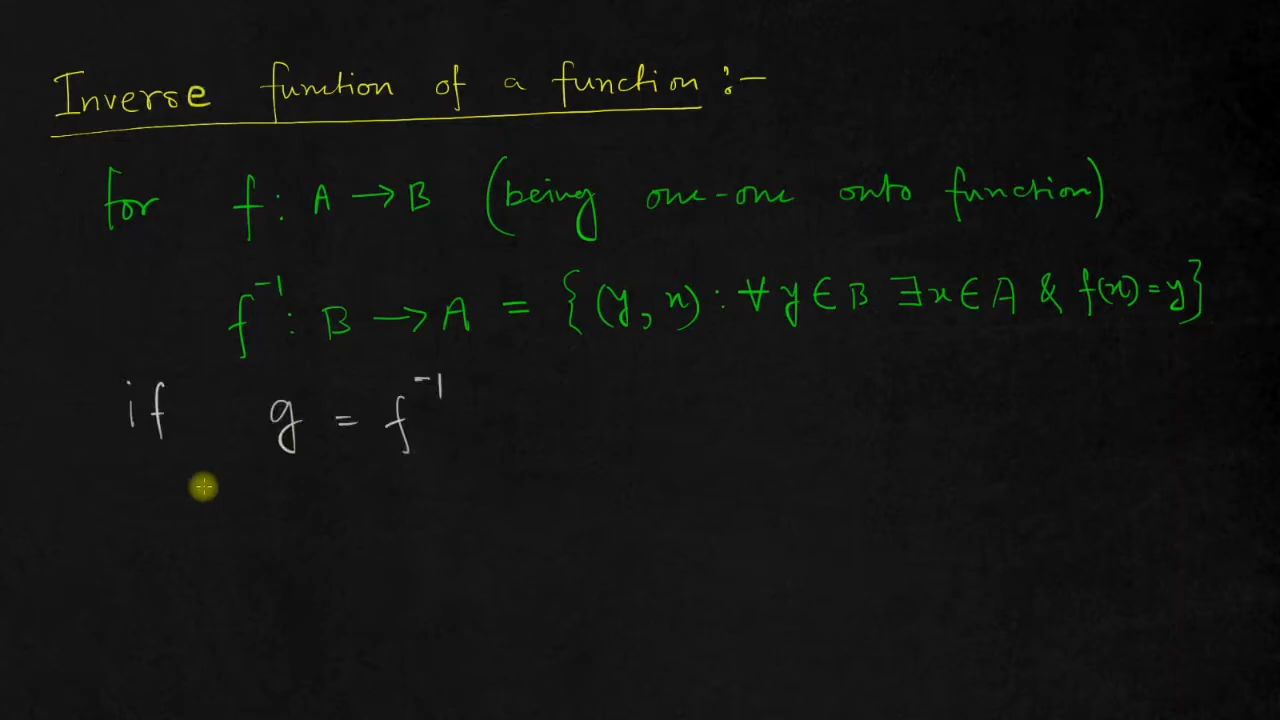 Inverse function of a function :-
for f : A → B (being one-one onto function)
f⁻¹ : B → A = {(y, x) : ∀ y ∈ B ∃ x ∈ A & f(x) = y}
if g = f⁻¹